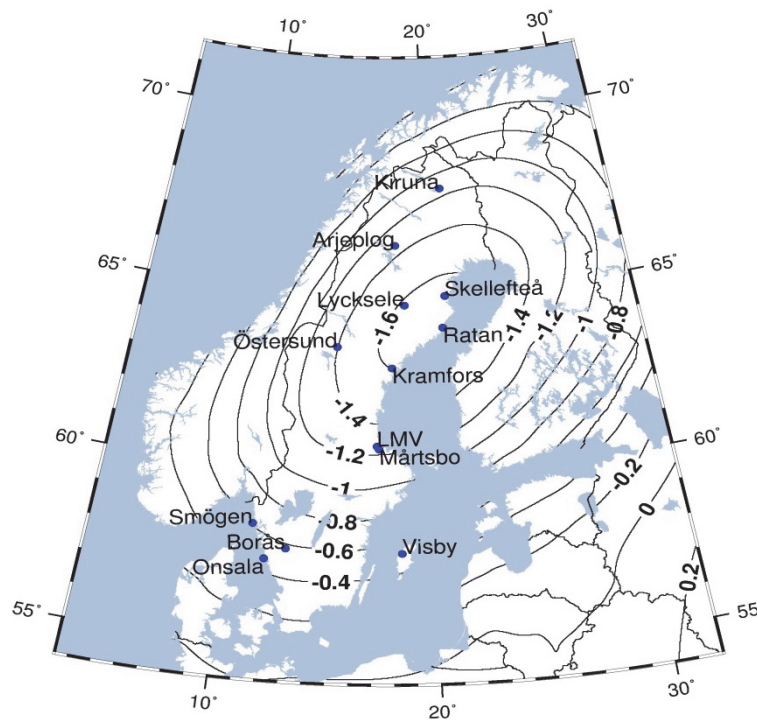 10°
20°
30°
70°
70°
Kiruna
Arjeplog
65°
65°
Skellefteå
Lycksele
-0.8
-1
-1.2
-1.4
-1.6
Ratan
Östersund
Kramfors
-1.4
60°
LMV
60°
-1.2
Mårtsbo
-0.2
-1
0
Smögen
-0.8
Borås
-0.6
Visby
Onsala
-0.4
0.2
55°
55°
10°
20°
30°